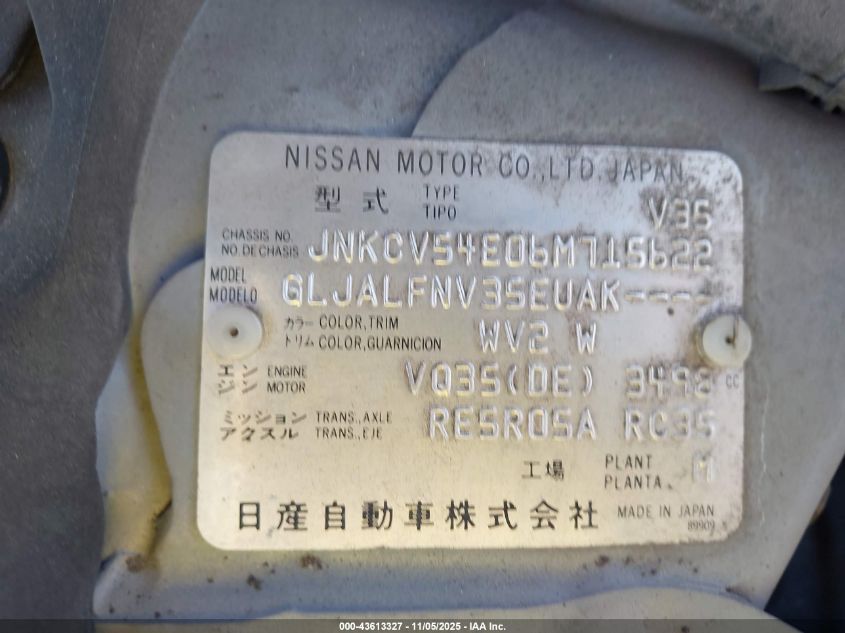 NISSAN MOTOR CO.,LTD. JAPAN
型式 TYPE TIPO V35
CHASSIS NO. NO. DE CHASIS JNKCV54E06M715622
MODEL MODELO GLJALFNV35EUAK----
カラー COLOR, TRIM
トリム COLOR, GUARNICION WV2 W
エンジン ENGINE MOTOR VQ35(DE) 3498 CC
ミッション TRANS., AXLE
アクスル TRANS., EJE RE5R05A RC35
工場 PLANT PLANTA M
日産自動車株式会社 MADE IN JAPAN
89909
000-43613327 - 11/05/2025 - IAA Inc.